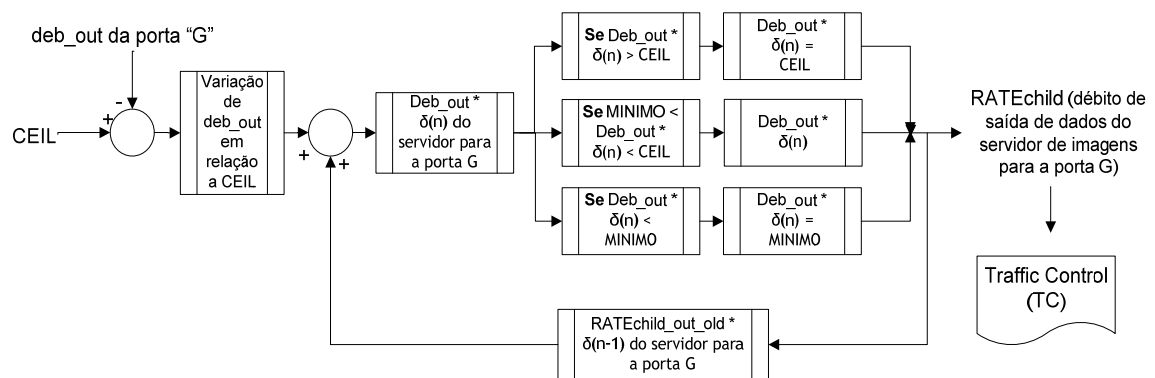 deb_out da porta “G”
-
+
CEIL
Variação
de
deb_out
em
relação
a CEIL
+
+
Deb_out *
δ(n) do
servidor para
a porta G
Se Deb_out *
δ(n) > CEIL
Deb_out *
δ(n) =
CEIL
Se MINIMO <
Deb_out *
δ(n) < CEIL
Deb_out *
δ(n)
Se Deb_out *
δ(n) <
MINIMO
Deb_out *
δ(n) =
MINIMO
RATEchild (débito de
saída de dados do
servidor de imagens
para a porta G)
Traffic Control
(TC)
RATEchild_out_old *
δ(n-1) do servidor para
a porta G